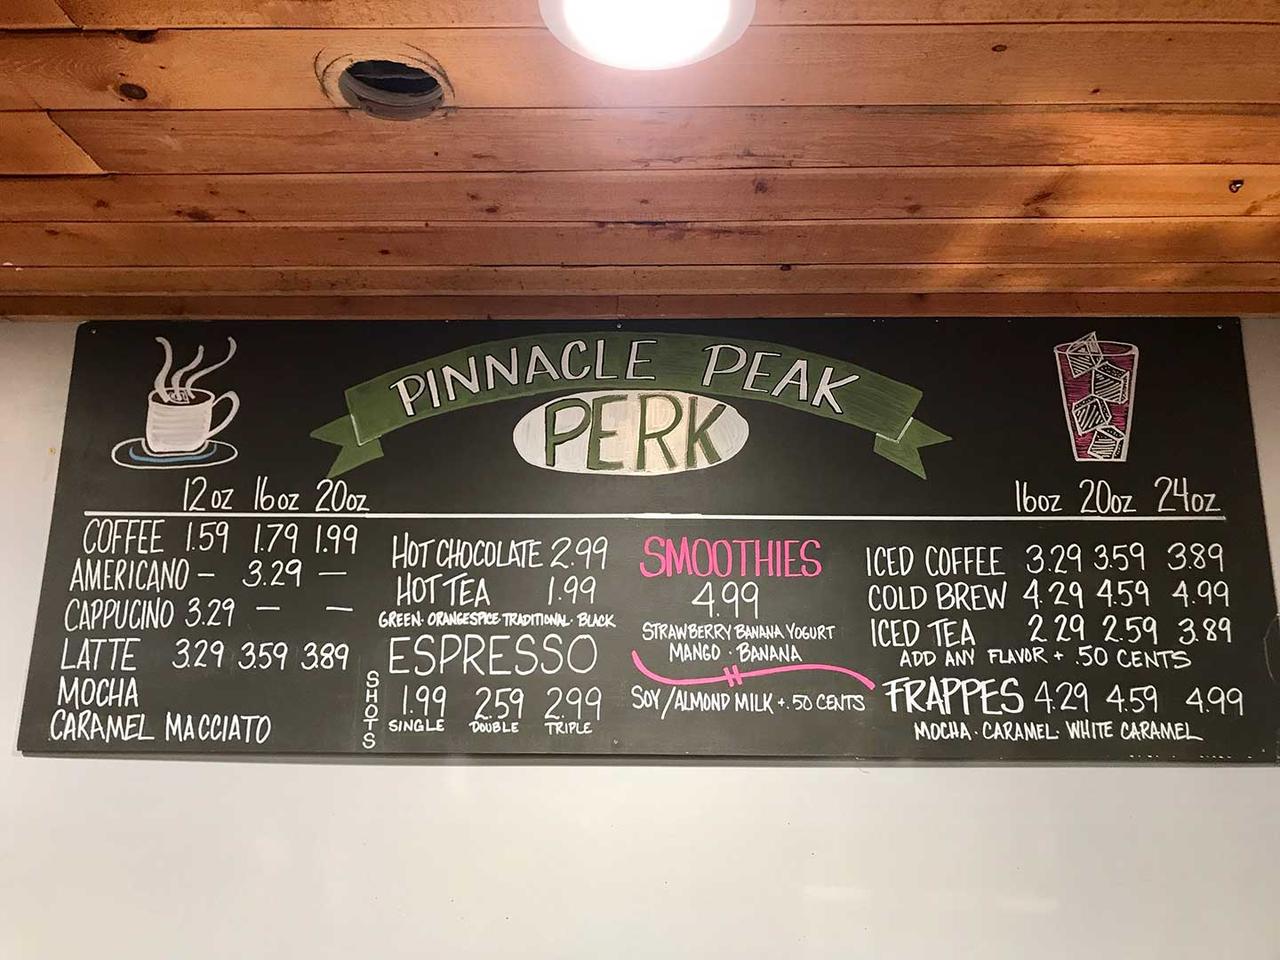 PINNACLE PEAK
PERK
12oz 16oz 20oz
COFFEE 1.59 1.79 1.99
AMERICANO — 3.29 —
CAPPUCINO 3.29 — —
LATTE 3.29 3.59 3.89
MOCHA
CARAMEL MACCIATO
HOT CHOCOLATE 2.99
HOT TEA 1.99
GREEN · ORANGESPICE · TRADITIONAL · BLACK
ESPRESSO
SHOTS
1.99 2.59 2.99
SINGLE DOUBLE TRIPLE
SMOOTHIES
4.99
STRAWBERRY BANANA YOGURT
MANGO · BANANA
SOY/ALMOND MILK +.50 CENTS
16oz 20oz 24oz
ICED COFFEE 3.29 3.59 3.89
COLD BREW 4.29 4.59 4.99
ICED TEA 2.29 2.59 3.89
ADD ANY FLAVOR + .50 CENTS
FRAPPES 4.29 4.59 4.99
MOCHA · CARAMEL · WHITE CARAMEL